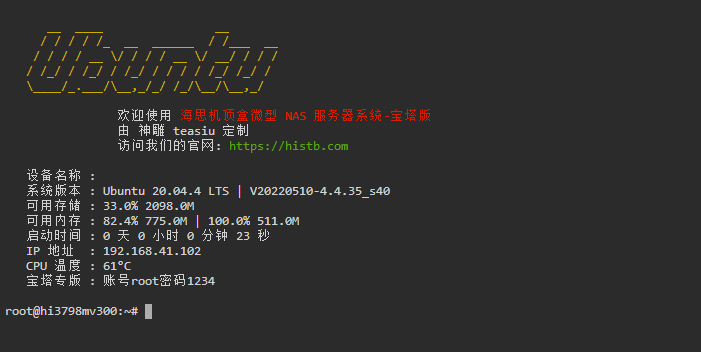 Ubuntu
欢迎使用 海思机顶盒微型 NAS 服务器系统-宝塔版
由 神雕 teasiu 定制
访问我们的官网: https://histb.com
设备名称 :
系统版本 : Ubuntu 20.04.4 LTS | V20220510-4.4.35_s40
可用存储 : 33.0% 2098.0M
可用内存 : 82.4% 775.0M | 100.0% 511.0M
启动时间 : 0 天 0 小时 0 分钟 23 秒
IP 地址 : 192.168.41.102
CPU 温度 : 61°C
宝塔专版 : 账号root密码1234
root@hi3798mv300:~#